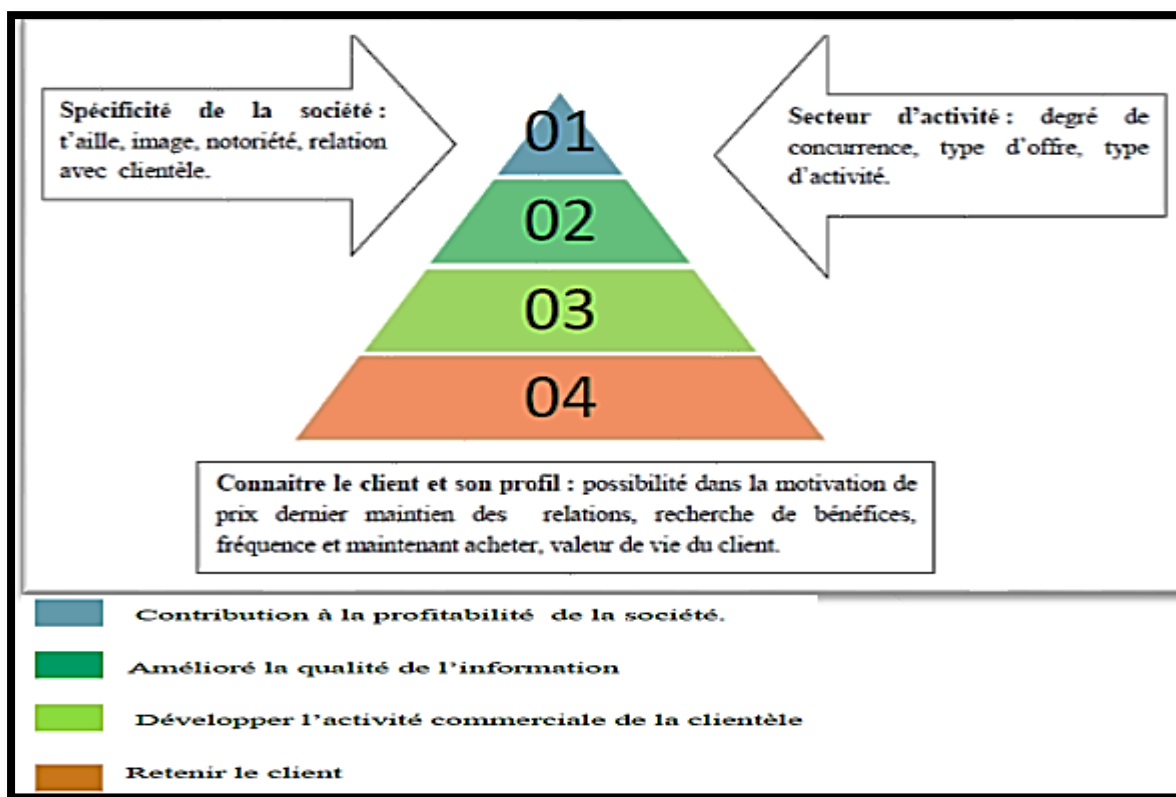 Spécificité de la société :
t'aille, image, notoriété, relation
avec clientèle.
Secteur d'activité : degré de
concurrence, type d'offre, type
d'activité.
01
02
03
04
Connaitre le client et son profil : possibilité dans la motivation de
prix dernier maintien des relations, recherche de bénéfices,
fréquence et maintenant acheter, valeur de vie du client.
Contribution à la profitabilité de la société.
Amélioré la qualité de l'information
Développer l'activité commerciale de la clientèle
Retenir le client